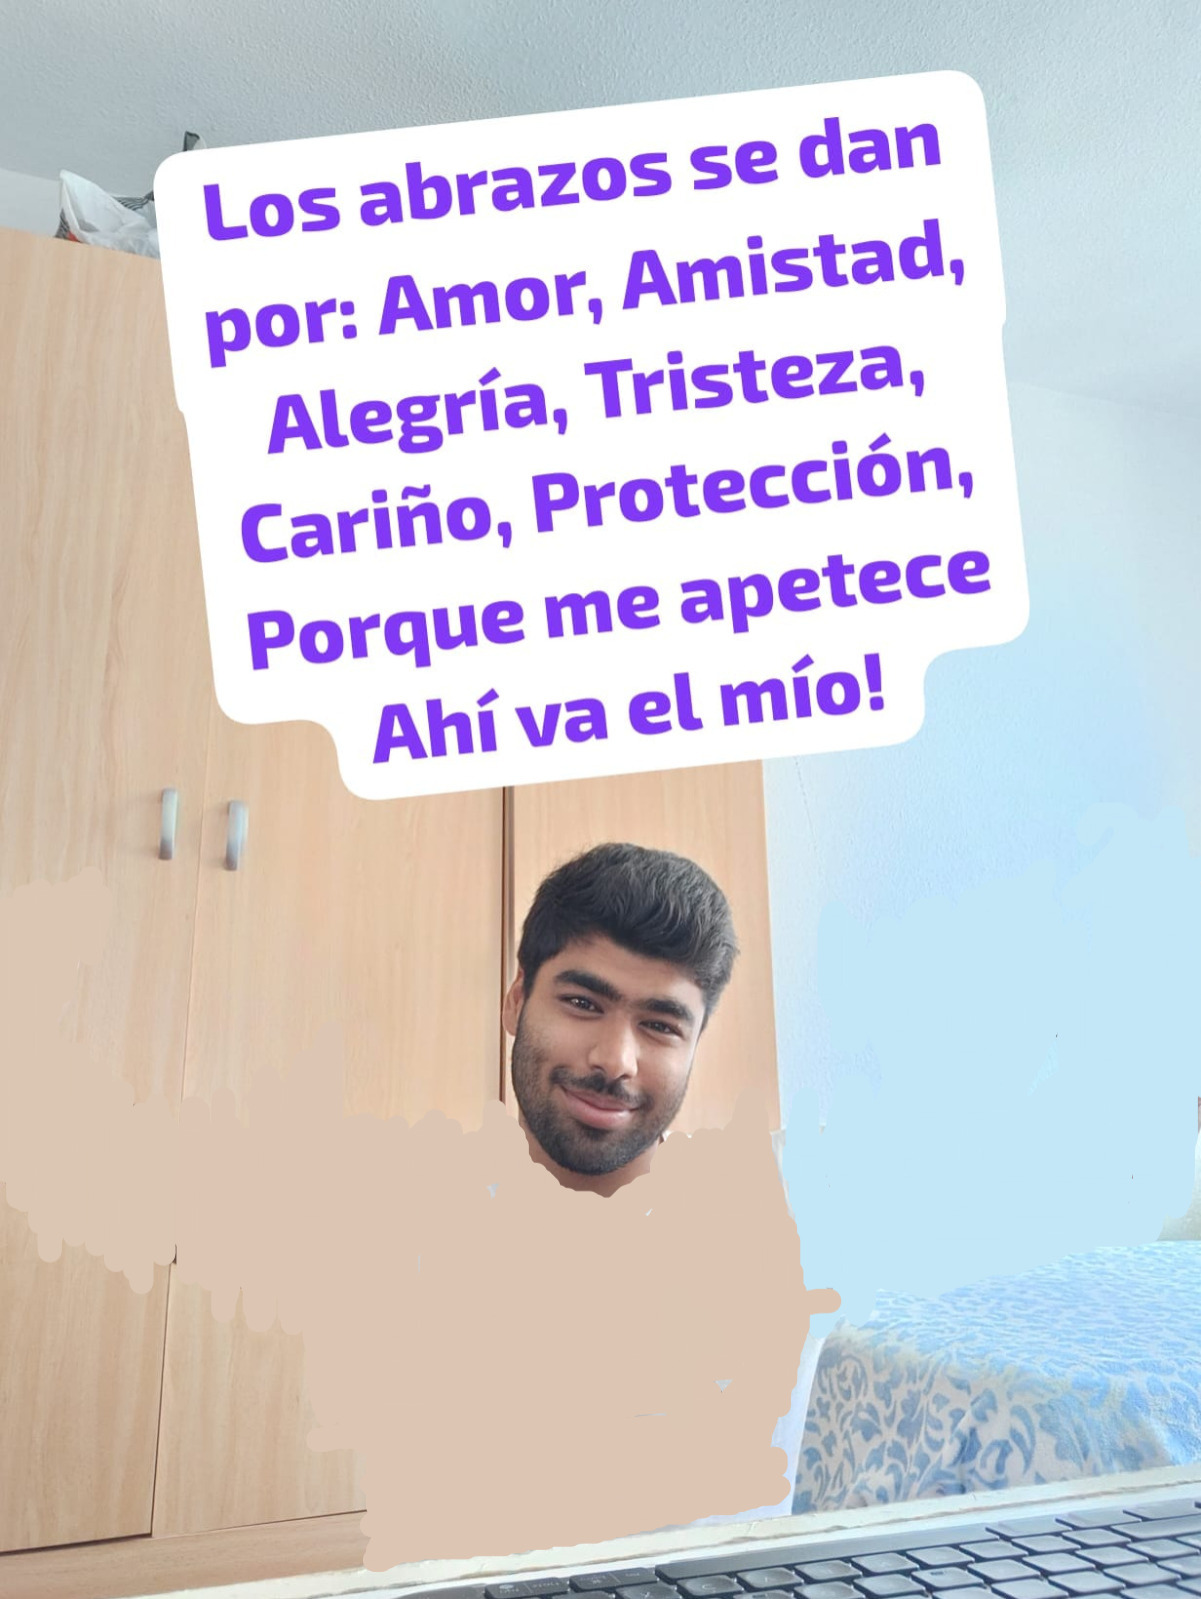 Los abrazos se dan
por: Amor, Amistad,
Alegría, Tristeza,
Cariño, Protección,
Porque me apetece
Ahí va el mío!